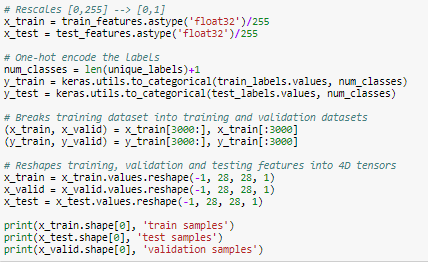 # Rescales [0,255] --> [0,1]
x_train = train_features.astype('float32')/255
x_test = test_features.astype('float32')/255
# One-hot encode the labels
num_classes = len(unique_labels)+1
y_train = keras.utils.to_categorical(train_labels.values, num_classes)
y_test = keras.utils.to_categorical(test_labels.values, num_classes)
# Breaks training dataset into training and validation datasets
(x_train, x_valid) = x_train[3000:], x_train[:3000]
(y_train, y_valid) = y_train[3000:], y_train[:3000]
# Reshapes training, validation and testing features into 4D tensors
x_train = x_train.values.reshape(-1, 28, 28, 1)
x_valid = x_valid.values.reshape(-1, 28, 28, 1)
x_test = x_test.values.reshape(-1, 28, 28, 1)
print(x_train.shape[0], 'train samples')
print(x_test.shape[0], 'test samples')
print(x_valid.shape[0], 'validation samples')